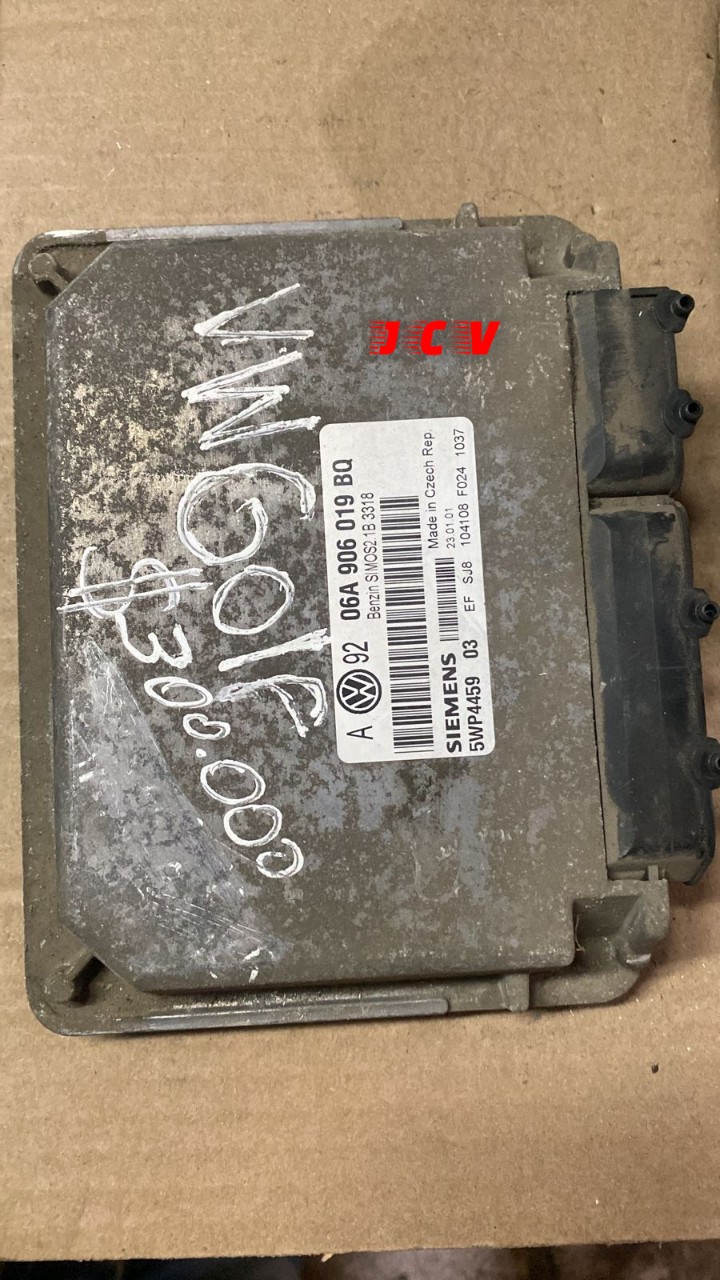 JCV
VW GOLF
$300.000
A 92 06A 906 019 BQ
Benzin SIMOS2.1B 3318
Made in Czech Rep.
SIEMENS 23.01.01
5WP4459 03 EF SJ8 104108 F024 1037